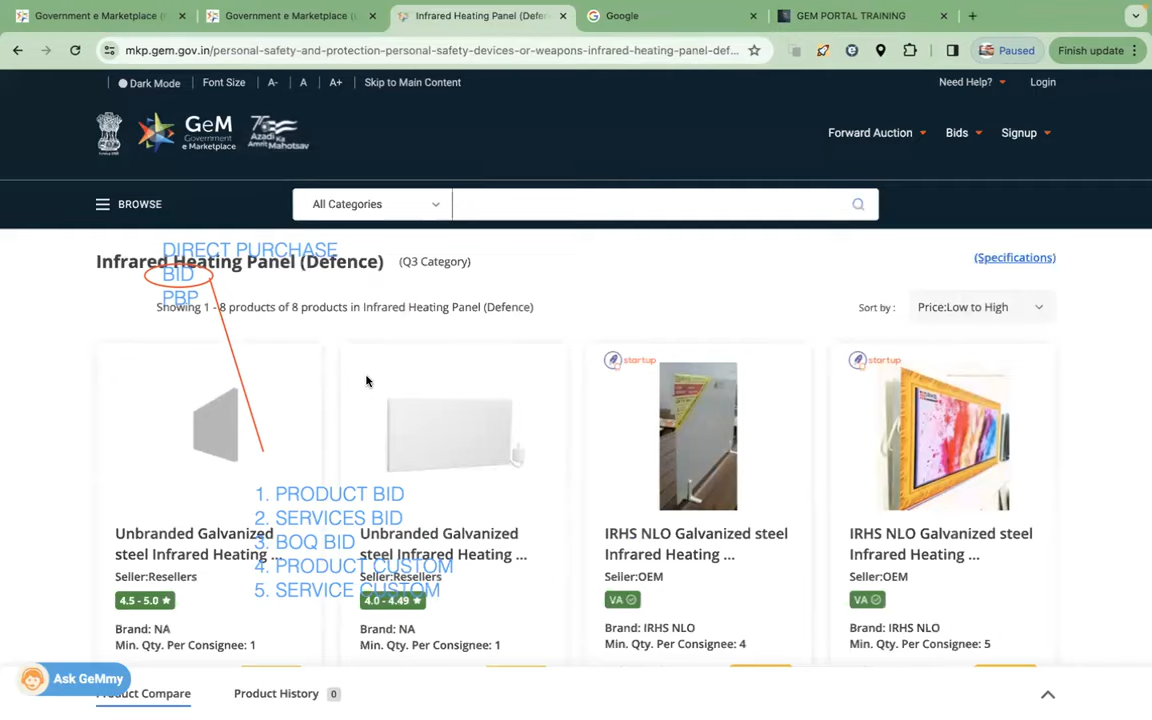 Government e Marketplace (
Government e Marketplace (
Infrared Heating Panel (Defen
Google
GEM PORTAL TRAINING
mkp.gem.gov.in/personal-safety-and-protection-personal-safety-devices-or-weapons-infrared-heating-panel-def...
Paused
Finish update
Dark Mode
Font Size
A-
A
A+
Skip to Main Content
Need Help?
Login
GeM
Government
e Marketplace
75
Azadi Ka
Amrit Mahotsav
Forward Auction
Bids
Signup
BROWSE
All Categories
DIRECT PURCHASE
BID
PBP
Infrared Heating Panel (Defence)
(Q3 Category)
(Specifications)
Showing 1 - 8 products of 8 products in Infrared Heating Panel (Defence)
Sort by :
Price:Low to High
startup
startup
1. PRODUCT BID
2. SERVICES BID
3. BOQ BID
4. PRODUCT CUSTOM
5. SERVICE CUSTOM
Unbranded Galvanized
steel Infrared Heating ...
Seller:Resellers
4.5 - 5.0 ★
Brand: NA
Min. Qty. Per Consignee: 1
Unbranded Galvanized
steel Infrared Heating ...
Seller:Resellers
4.0 - 4.49 ★
Brand: NA
Min. Qty. Per Consignee: 1
IRHS NLO Galvanized steel
Infrared Heating ...
Seller:OEM
VA
Brand: IRHS NLO
Min. Qty. Per Consignee: 4
IRHS NLO Galvanized steel
Infrared Heating ...
Seller:OEM
VA
Brand: IRHS NLO
Min. Qty. Per Consignee: 5
Ask GeMmy
Product Compare
Product History
0